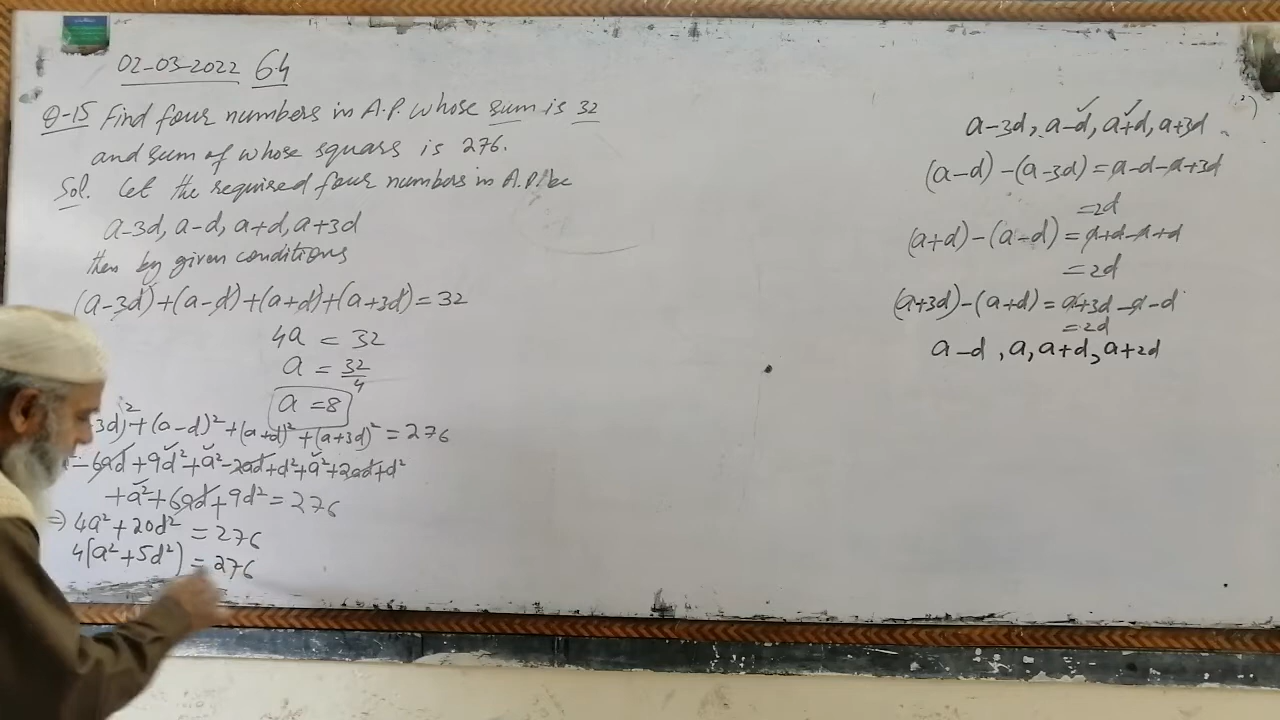 02-03-2022 6.4
Q-15 Find four numbers in A.P. whose sum is 32
and sum of whose squares is 276.
Sol. Let the required four numbers in A.P. be
a-3d, a-d, a+d, a+3d
then by given conditions
(a-3d)+(a-d)+(a+d)+(a+3d)=32
4a = 32
a = 32/4
a = 8
3d)²+(a-d)²+(a+d)²+(a+3d)²=276
-6ad+9d²+a²-2ad+d²+a²+2ad+d²
+a²+6ad+9d²=276
⇒ 4a²+20d² = 276
4(a²+5d²) = 276
a-3d, a-d, a+d, a+3d
(a-d)-(a-3d)=a-d-a+3d
=2d
(a+d)-(a-d)=a+d-a+d
=2d
(a+3d)-(a+d)=a+3d-a-d
=2d
a-d, a, a+d, a+2d